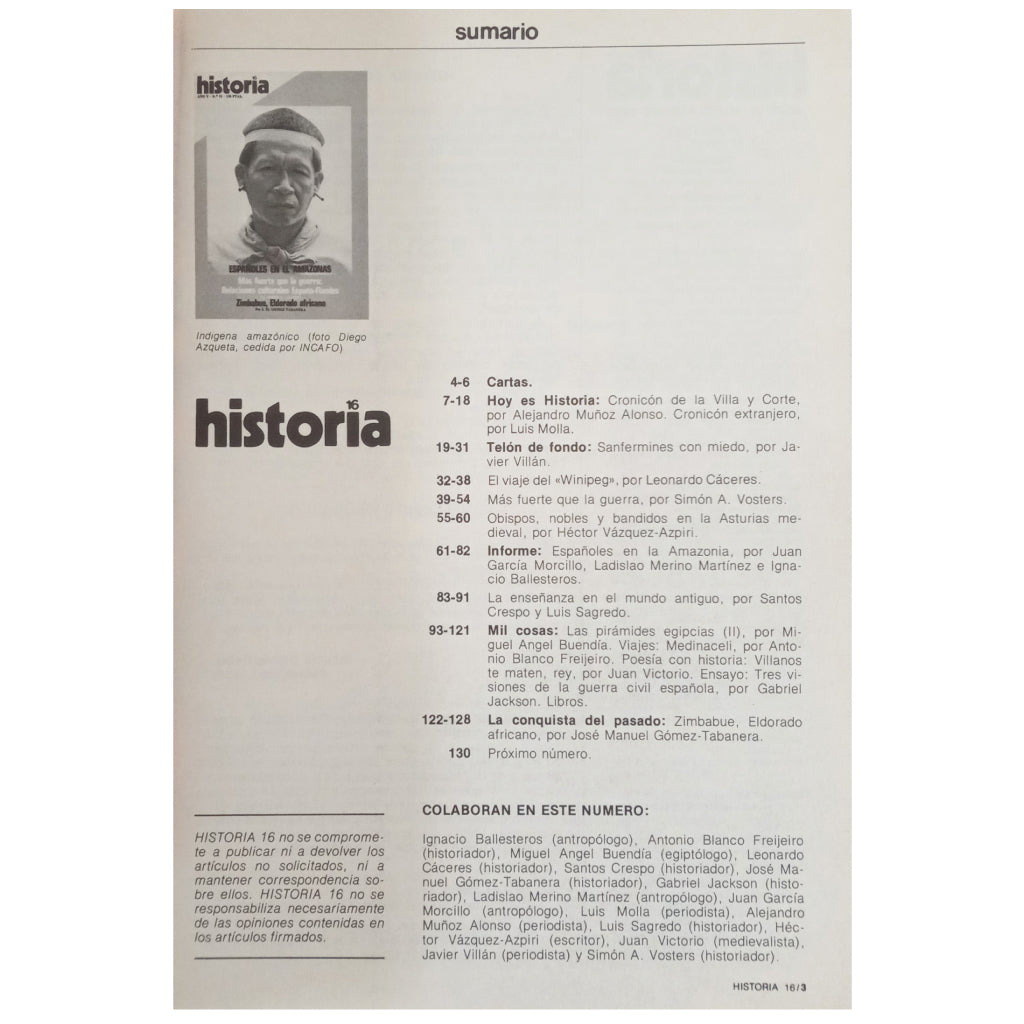 sumario
historia
ESPAÑOLES EN EL AMAZONAS
Más fuerte que la guerra:
Relaciones culturales España-Flandes
Zimbabue, Eldorado africano
Indígena amazónico (foto Diego
Azqueta, cedida por INCAFO)
historia
16
4-6 Cartas.
7-18 Hoy es Historia: Cronicón de la Villa y Corte,
por Alejandro Muñoz Alonso. Cronicón extranjero,
por Luis Molla.
19-31 Telón de fondo: Sanfermines con miedo, por Ja-
vier Villán.
32-38 El viaje del «Winipeg», por Leonardo Cáceres.
39-54 Más fuerte que la guerra, por Simón A. Vosters.
55-60 Obispos, nobles y bandidos en la Asturias me-
dieval, por Héctor Vázquez-Azpiri.
61-82 Informe: Españoles en la Amazonia, por Juan
García Morcillo, Ladislao Merino Martínez e Igna-
cio Ballesteros.
83-91 La enseñanza en el mundo antiguo, por Santos
Crespo y Luis Sagredo.
93-121 Mil cosas: Las pirámides egipcias (II), por Mi-
guel Angel Buendía. Viajes: Medinaceli, por Anto-
nio Blanco Freijeiro. Poesía con historia: Villanos
te maten, rey, por Juan Victorio. Ensayo: Tres vi-
siones de la guerra civil española, por Gabriel
Jackson. Libros.
122-128 La conquista del pasado: Zimbabue, Eldorado
africano, por José Manuel Gómez-Tabanera.
130 Próximo número.
HISTORIA 16 no se comprome-
te a publicar ni a devolver los
artículos no solicitados, ni a
mantener correspondencia so-
bre ellos. HISTORIA 16 no se
responsabiliza necesariamente
de las opiniones contenidas en
los artículos firmados.
COLABORAN EN ESTE NUMERO:
Ignacio Ballesteros (antropólogo), Antonio Blanco Freijeiro
(historiador), Miguel Angel Buendía (egiptólogo), Leonardo
Cáceres (historiador), Santos Crespo (historiador), José Ma-
nuel Gómez-Tabanera (historiador), Gabriel Jackson (histo-
riador), Ladislao Merino Martínez (antropólogo), Juan García
Morcillo (antropólogo), Luis Molla (periodista), Alejandro
Muñoz Alonso (periodista), Luis Sagredo (historiador), Héc-
tor Vázquez-Azpiri (escritor), Juan Victorio (medievalista),
Javier Villán (periodista) y Simón A. Vosters (historiador).
HISTORIA 16/3